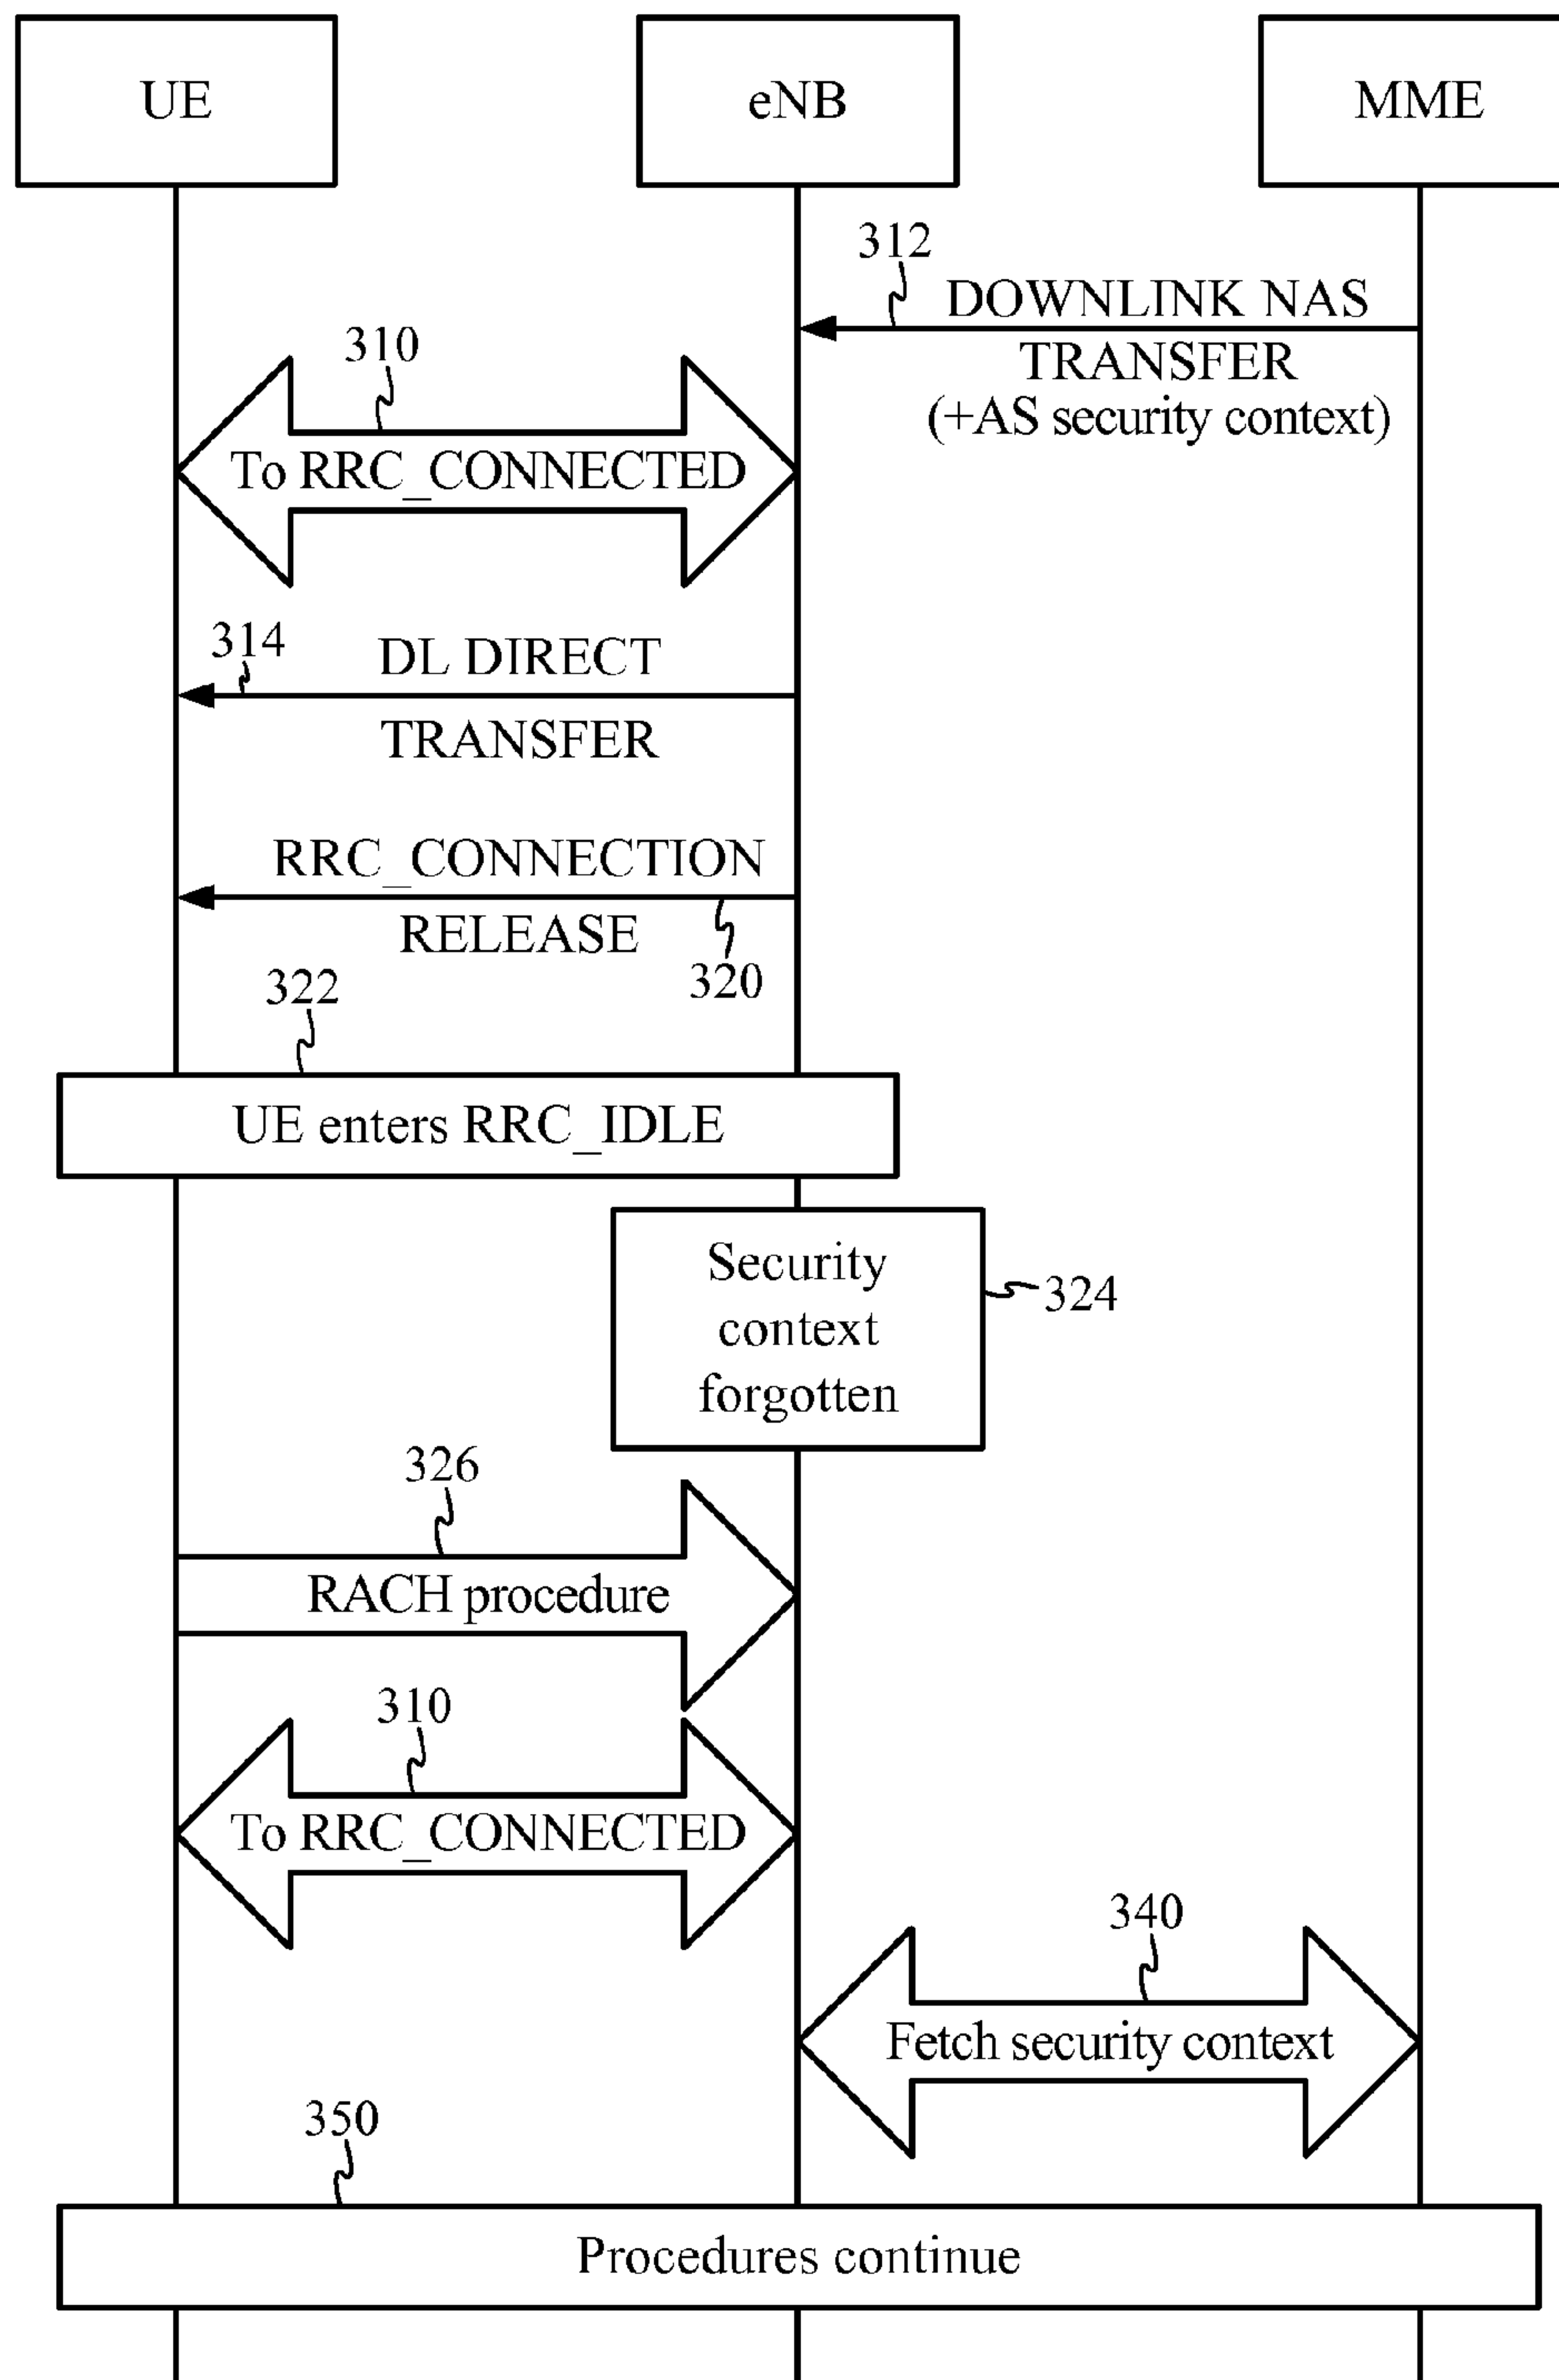 UE
eNB
MME
312
DOWNLINK NAS
TRANSFER
(+AS security context)
310
To RRC_CONNECTED
314
DL DIRECT
TRANSFER
RRC_CONNECTION
RELEASE
320
322
UE enters RRC_IDLE
Security
context
forgotten
324
326
RACH procedure
310
To RRC_CONNECTED
340
Fetch security context
350
Procedures continue